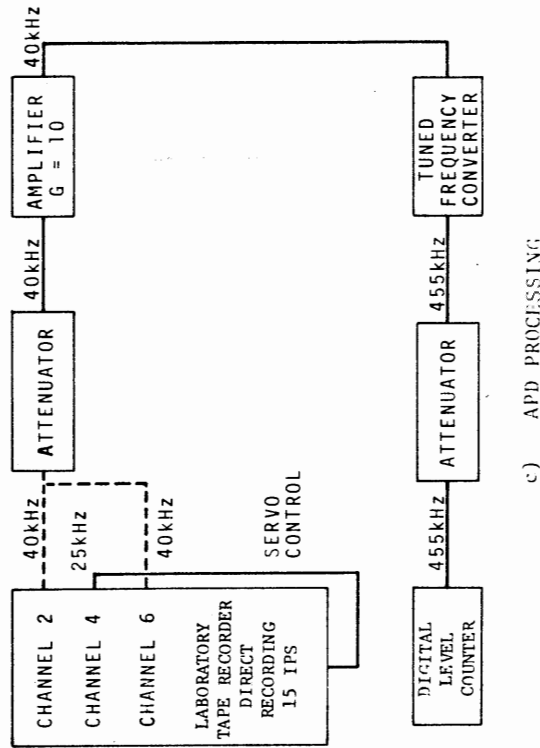 CHANNEL 2
CHANNEL 4
CHANNEL 6
LABORATORY
TAPE RECORDER
DIRECT
RECORDING
15 IPS
40kHz
25kHz
40kHz
SERVO
CONTROL
ATTENUATOR
40kHz
AMPLIFIER
G = 10
40kHz
TUNED
FREQUENCY
CONVERTER
455kHz
ATTENUATOR
455kHz
DIGITAL
LEVEL
COUNTER
c) APD PROCESSING